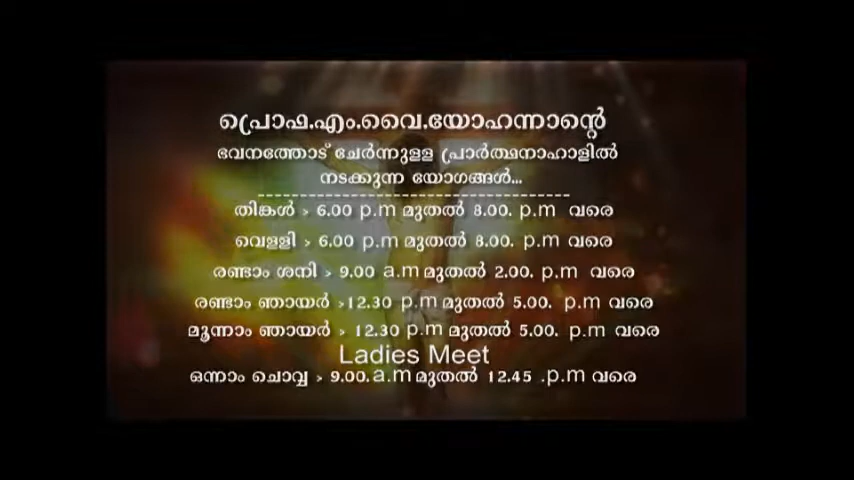 പ്രൊഫ.എം.വൈ.യോഹന്നാന്റെ
ഭവനത്തോട് ചേർന്നുളള പ്രാർത്ഥനാഹാളിൽ
നടക്കുന്ന യോഗങ്ങൾ...
-------------------------------------
തിങ്കൾ > 6.00 p.m മുതൽ 8.00. p.m വരെ
വെളളി > 6.00 p.m മുതൽ 8.00. p.m വരെ
രണ്ടാം ശനി > 9.00 a.m മുതൽ 2.00. p.m വരെ
രണ്ടാം ഞായർ >12.30 p.m മുതൽ 5.00. p.m വരെ
മൂന്നാം ഞായർ > 12.30 p.m മുതൽ 5.00. p.m വരെ
Ladies Meet
ഒന്നാം ചൊവ്വ > 9.00. a.m മുതൽ 12.45 .p.m വരെ